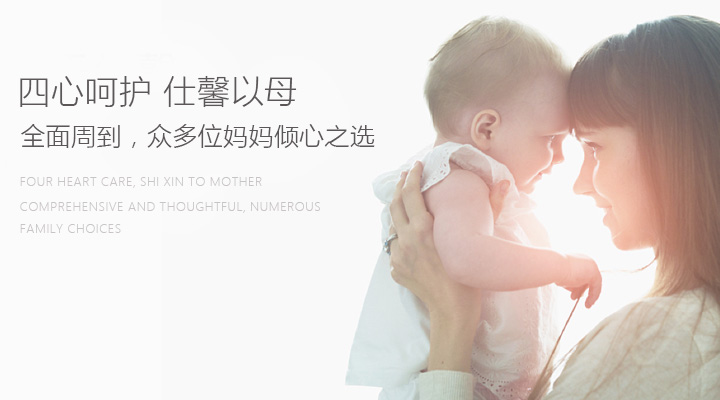 四心呵护 仕馨以母
全面周到，众多位妈妈倾心之选
FOUR HEART CARE, SHI XIN TO MOTHER
COMPREHENSIVE AND THOUGHTFUL, NUMEROUS
FAMILY CHOICES